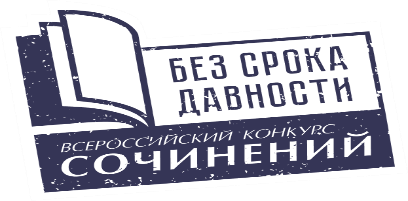 БЕЗ СРОКА
ДАВНОСТИ
ВСЕРОССИЙСКИЙ КОНКУРС
СОЧИНЕНИЙ